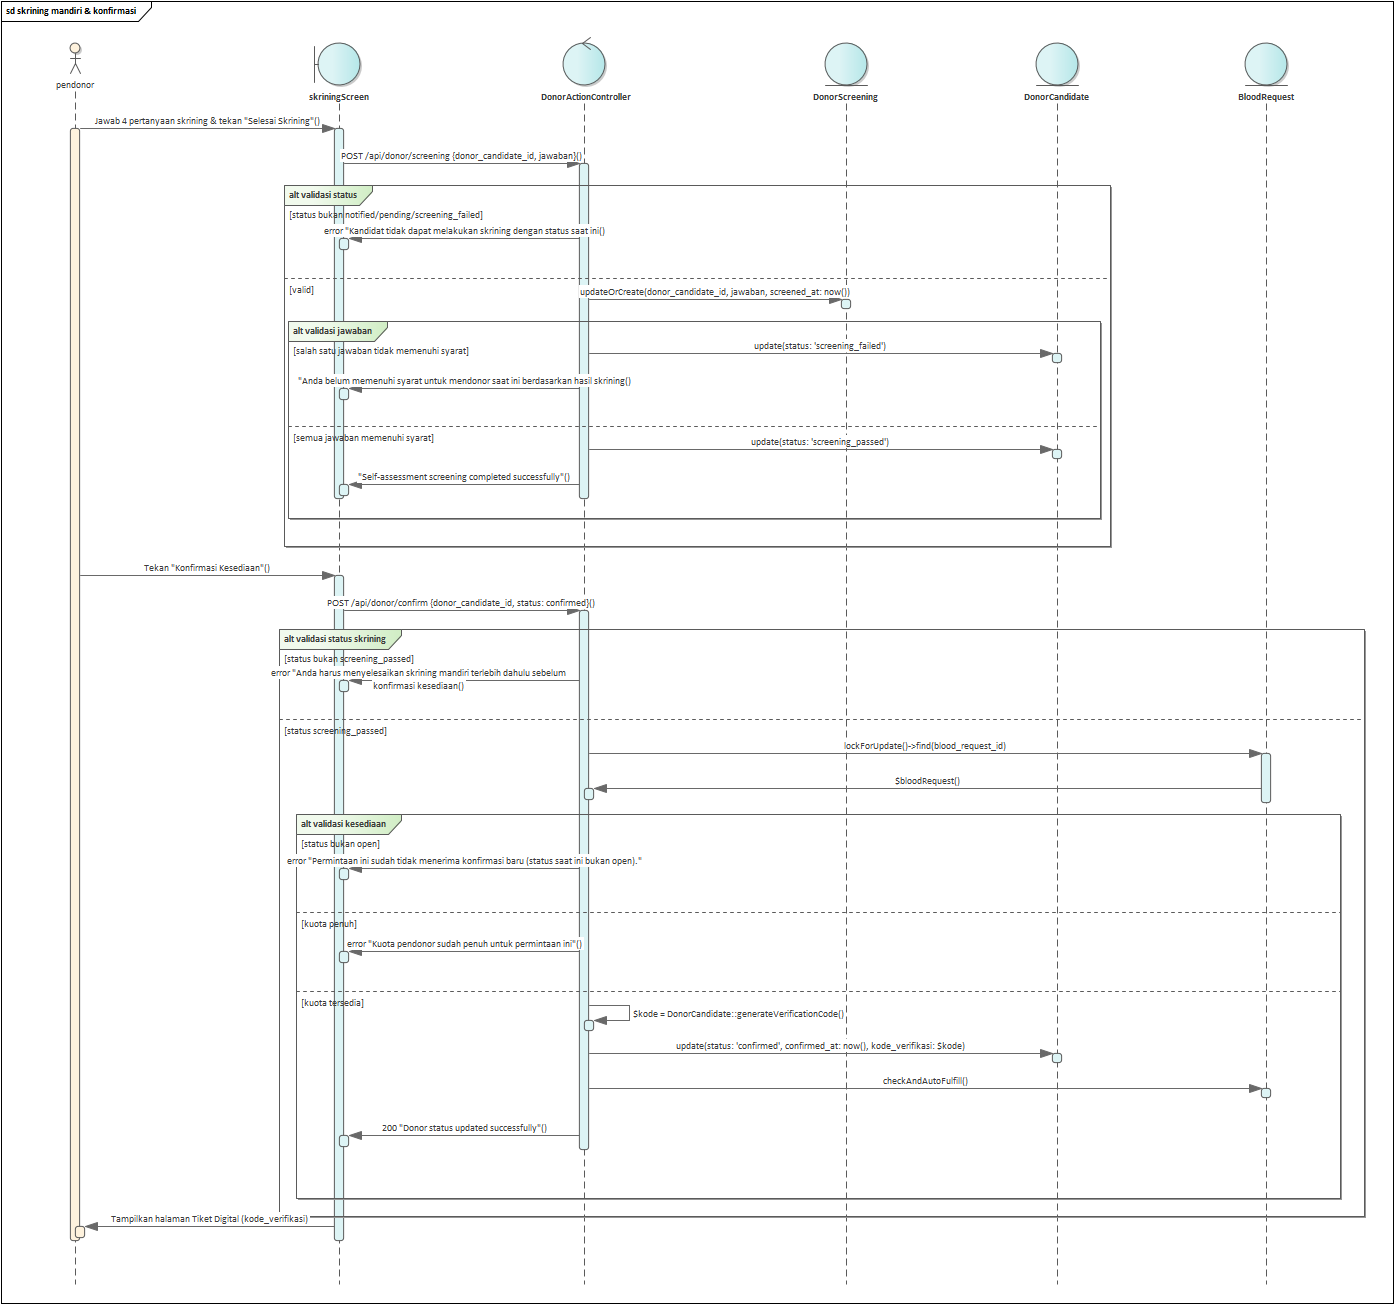 sd skrining mandiri & konfirmasi
pendonor
skriningScreen
DonorActionController
DonorScreening
DonorCandidate
BloodRequest
Jawab 4 pertanyaan skrining & tekan "Selesai Skrining"()
POST /api/donor/screening {donor_candidate_id, jawaban}()
alt validasi status
[status bukan notified/pending/screening_failed]
error "Kandidat tidak dapat melakukan skrining dengan status saat ini()
[valid]
updateOrCreate(donor_candidate_id, jawaban, screened_at: now())
alt validasi jawaban
[salah satu jawaban tidak memenuhi syarat]
update(status: 'screening_failed')
"Anda belum memenuhi syarat untuk mendonor saat ini berdasarkan hasil skrining()
[semua jawaban memenuhi syarat]
update(status: 'screening_passed')
"Self-assessment screening completed successfully"()
Tekan "Konfirmasi Kesediaan"()
POST /api/donor/confirm {donor_candidate_id, status: confirmed}()
alt validasi status skrining
[status bukan screening_passed]
error "Anda harus menyelesaikan skrining mandiri terlebih dahulu sebelum
konfirmasi kesediaan()
[status screening_passed]
lockForUpdate()->find(blood_request_id)
$bloodRequest()
alt validasi kesediaan
[status bukan open]
error "Permintaan ini sudah tidak menerima konfirmasi baru (status saat ini bukan open)."
[kuota penuh]
error "Kuota pendonor sudah penuh untuk permintaan ini"()
[kuota tersedia]
$kode = DonorCandidate::generateVerificationCode()
update(status: 'confirmed', confirmed_at: now(), kode_verifikasi: $kode)
checkAndAutoFulfill()
200 "Donor status updated successfully"()
Tampilkan halaman Tiket Digital (kode_verifikasi)